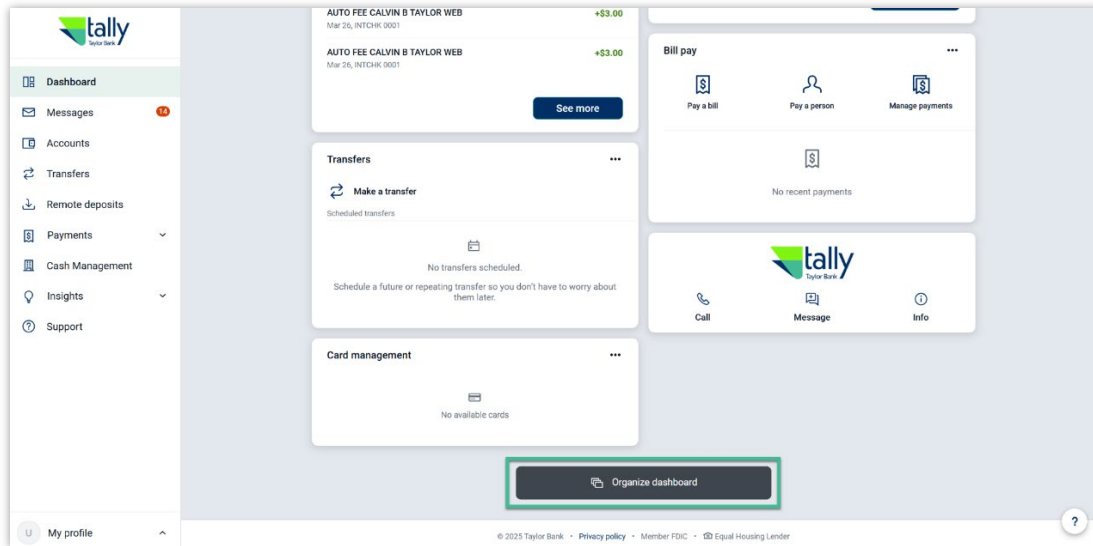 tally
Taylor Bank
Dashboard
Messages
14
Accounts
Transfers
Remote deposits
Payments
Cash Management
Insights
Support
U
My profile
AUTO FEE CALVIN B TAYLOR WEB
+$3.00
Mar 26, INTCHK 0001
AUTO FEE CALVIN B TAYLOR WEB
+$3.00
Mar 26, INTCHK 0001
See more
Transfers
Make a transfer
Scheduled transfers
No transfers scheduled.
Schedule a future or repeating transfer so you don't have to worry about
them later.
Card management
No available cards
Bill pay
Pay a bill
Pay a person
Manage payments
No recent payments
tally
Taylor Bank
Call
Message
Info
Organize dashboard
© 2025 Taylor Bank • Privacy policy • Member FDIC • Equal Housing Lender
?